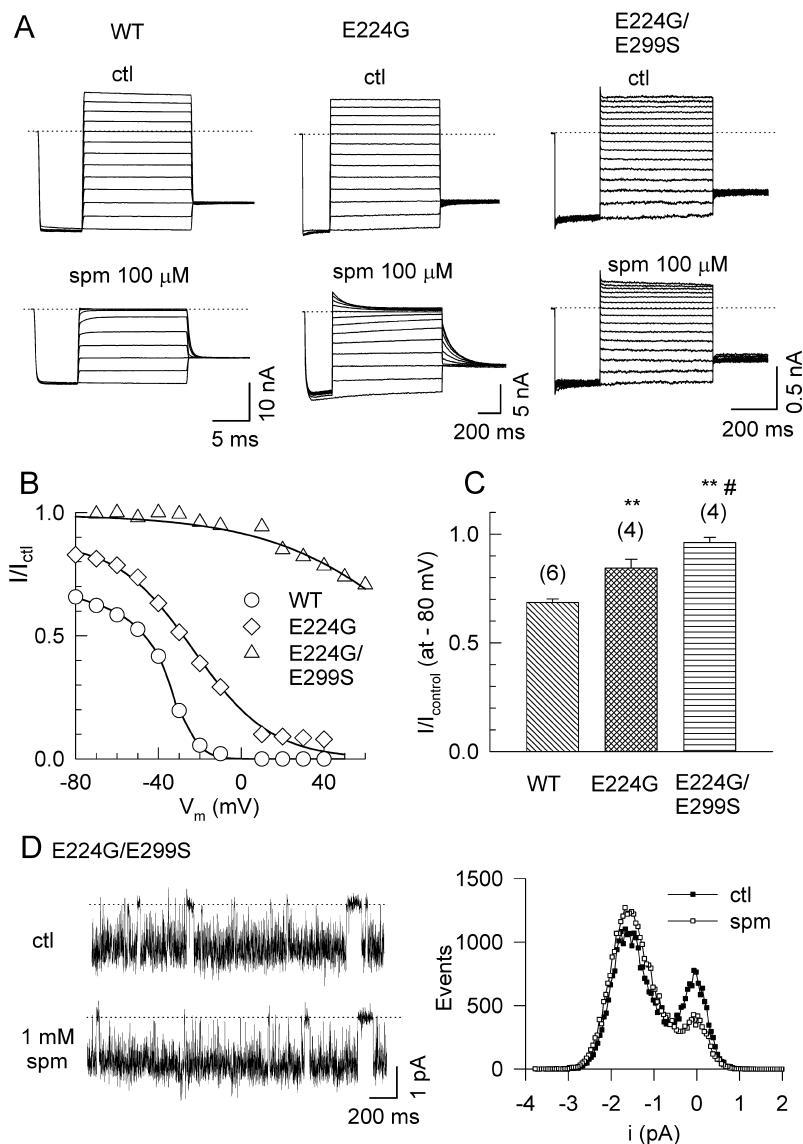 A
WT
E224G
E224G/
E299S
ctl
ctl
ctl
spm 100 μM
spm 100 μM
spm 100 μM
10 nA
5 ms
5 nA
200 ms
0.5 nA
200 ms
B
1.0
0.5
0.0
I/Ictl
-80
-40
0
40
Vm (mV)
WT
E224G
E224G/
E299S
C
1.0
0.5
0.0
I/Icontrol (at - 80 mV)
(6)
**
(4)
** #
(4)
WT
E224G
E224G/
E299S
D E224G/E299S
ctl
1 mM
spm
1 pA
200 ms
1500
1000
500
0
Events
ctl
spm
-4
-3
-2
-1
0
1
2
i (pA)